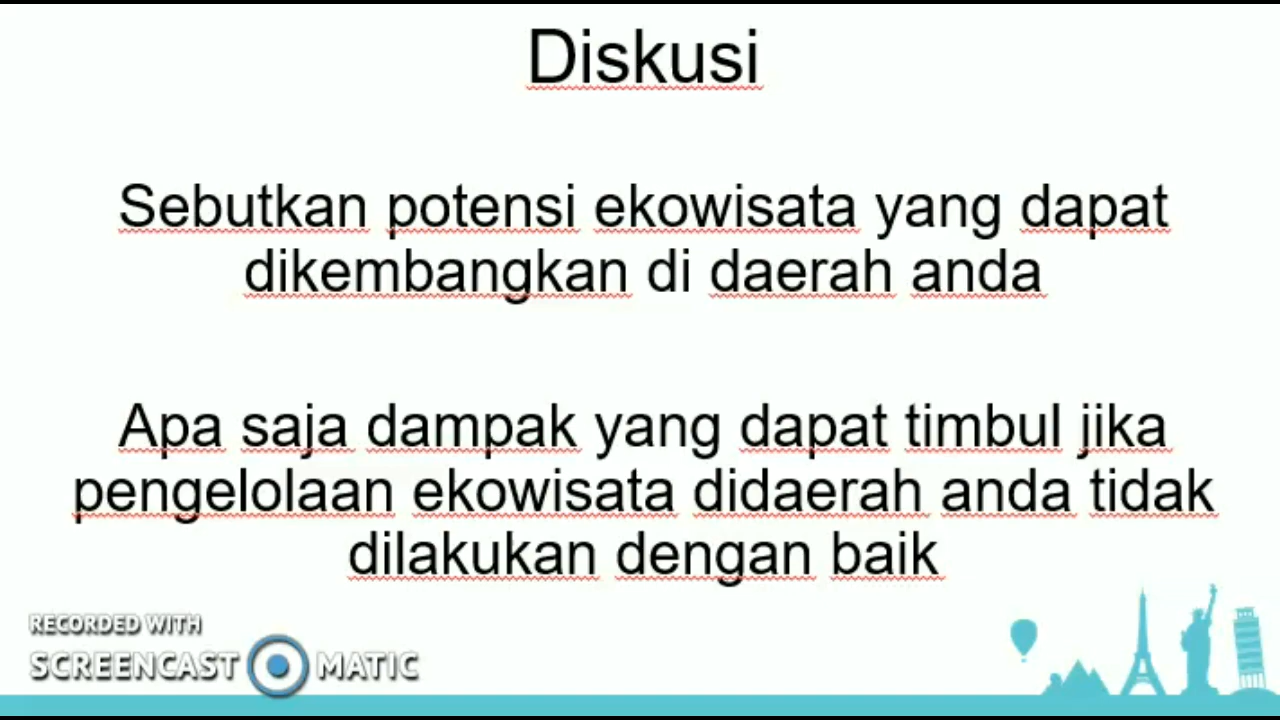 Diskusi
Sebutkan potensi ekowisata yang dapat
dikembangkan di daerah anda
Apa saja dampak yang dapat timbul jika
pengelolaan ekowisata didaerah anda tidak
dilakukan dengan baik
RECORDED WITH
SCREENCAST MATIC